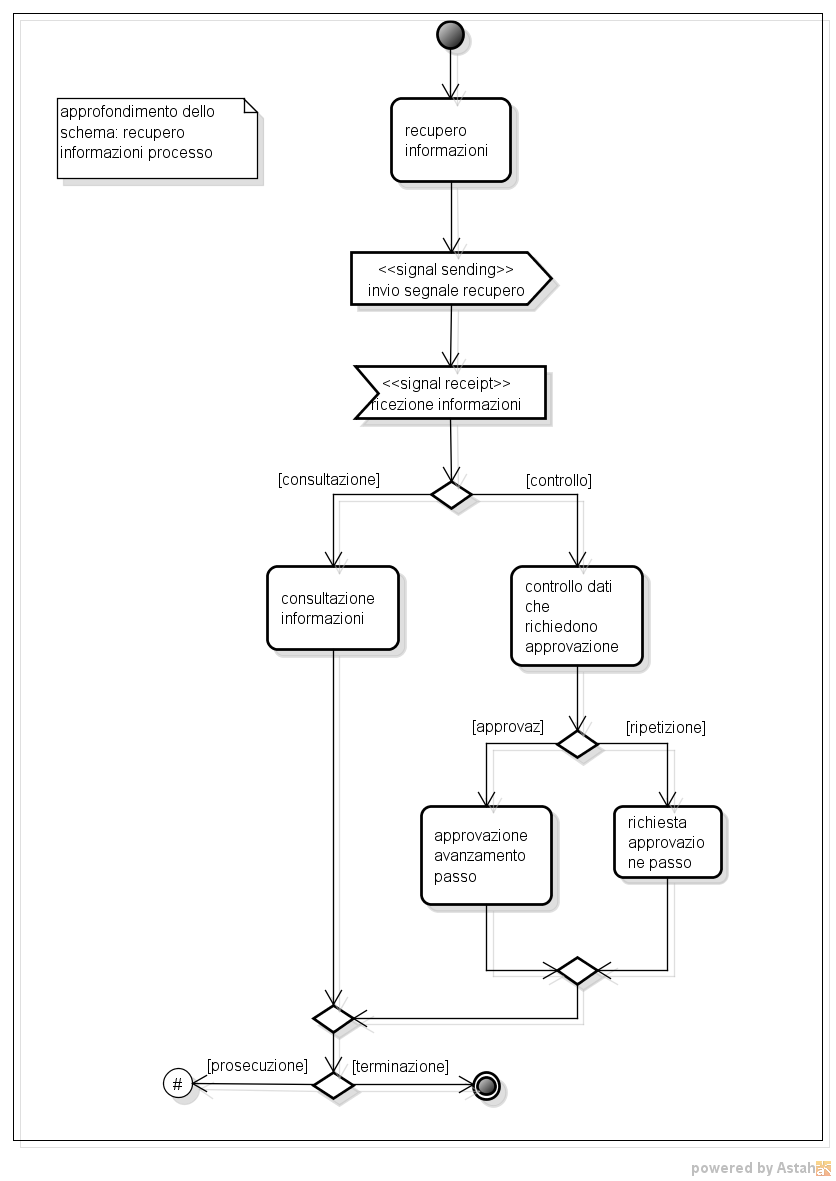 approfondimento dello
schema: recupero
informazioni processo
recupero
informazioni
<<signal sending>>
invio segnale recupero
<<signal receipt>>
ricezione informazioni
[consultazione]
[controllo]
consultazione
informazioni
controllo dati
che
richiedono
approvazione
[approvaz]
[ripetizione]
approvazione
avanzamento
passo
richiesta
approvazio
ne passo
[prosecuzione]
[terminazione]
#
powered by Astah